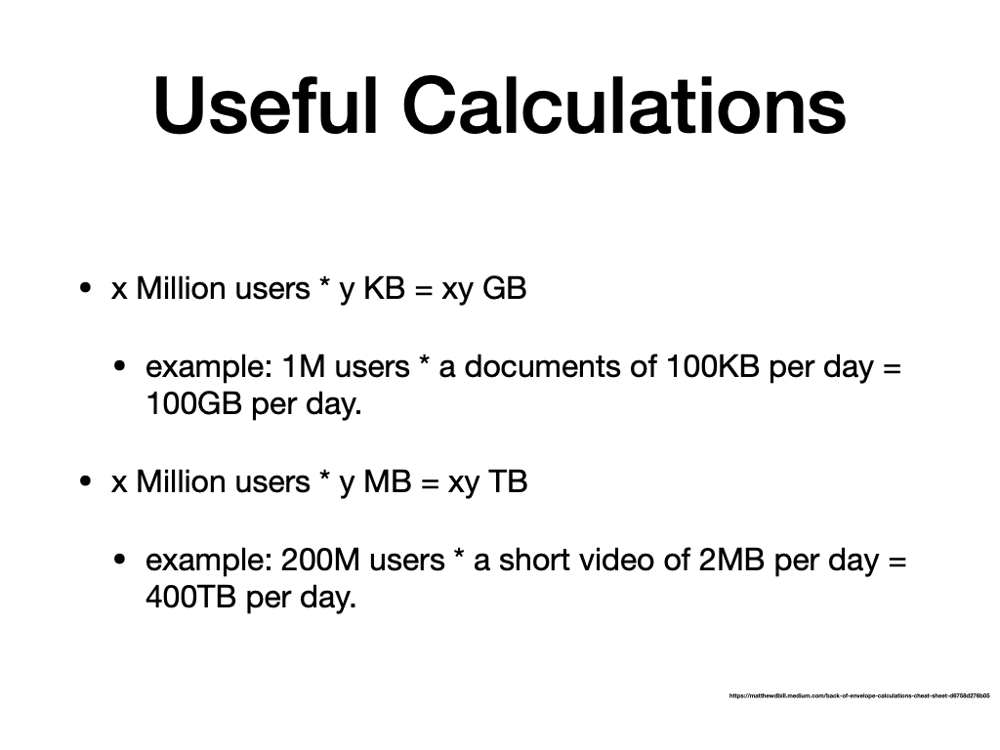 Useful Calculations
• x Million users * y KB = xy GB
• example: 1M users * a documents of 100KB per day =
100GB per day.
• x Million users * y MB = xy TB
• example: 200M users * a short video of 2MB per day =
400TB per day.
https://matthewdbill.medium.com/back-of-envelope-calculations-cheat-sheet-d6758d276b05